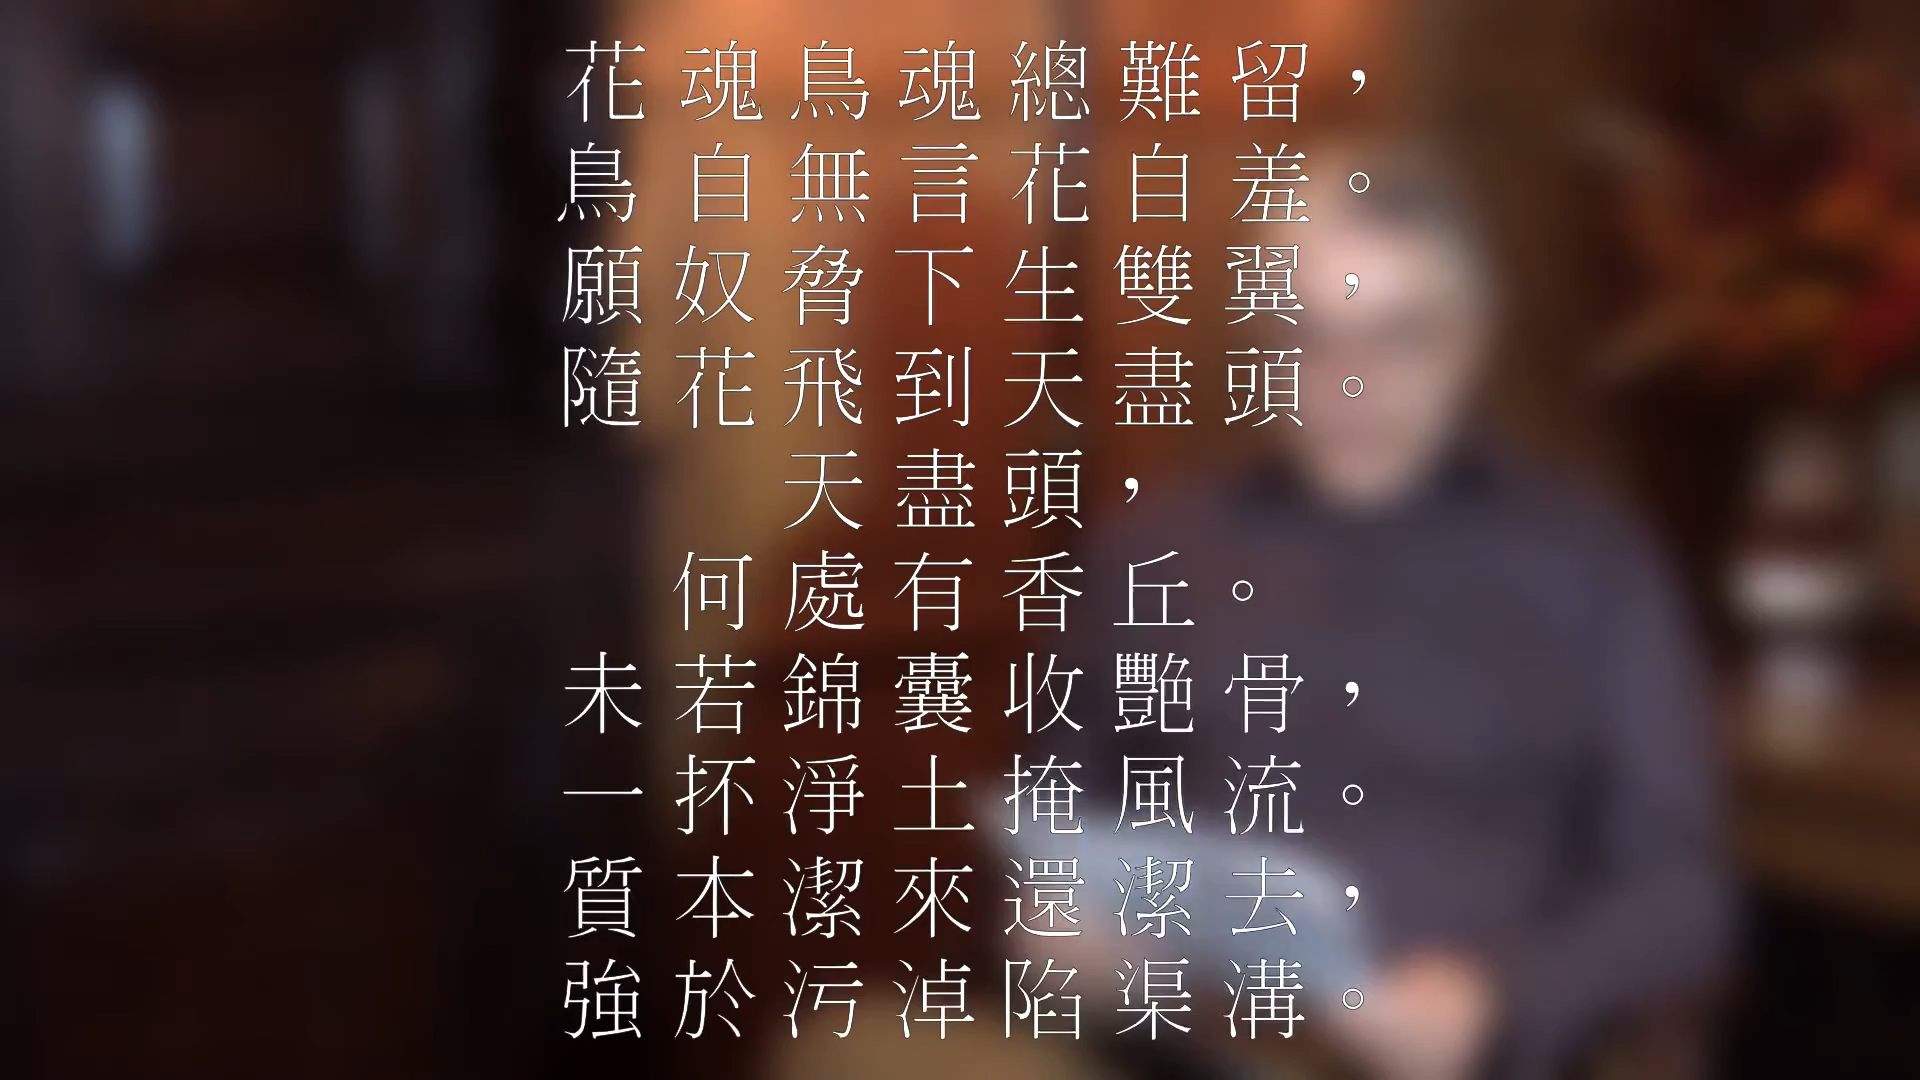 花魂鳥魂總難留，
鳥自無言花自羞。
願奴脅下生雙翼，
隨花飛到天盡頭。
天盡頭，
何處有香丘。
未若錦囊收艷骨，
一抔淨土掩風流。
質本潔來還潔去，
強於污淖陷渠溝。